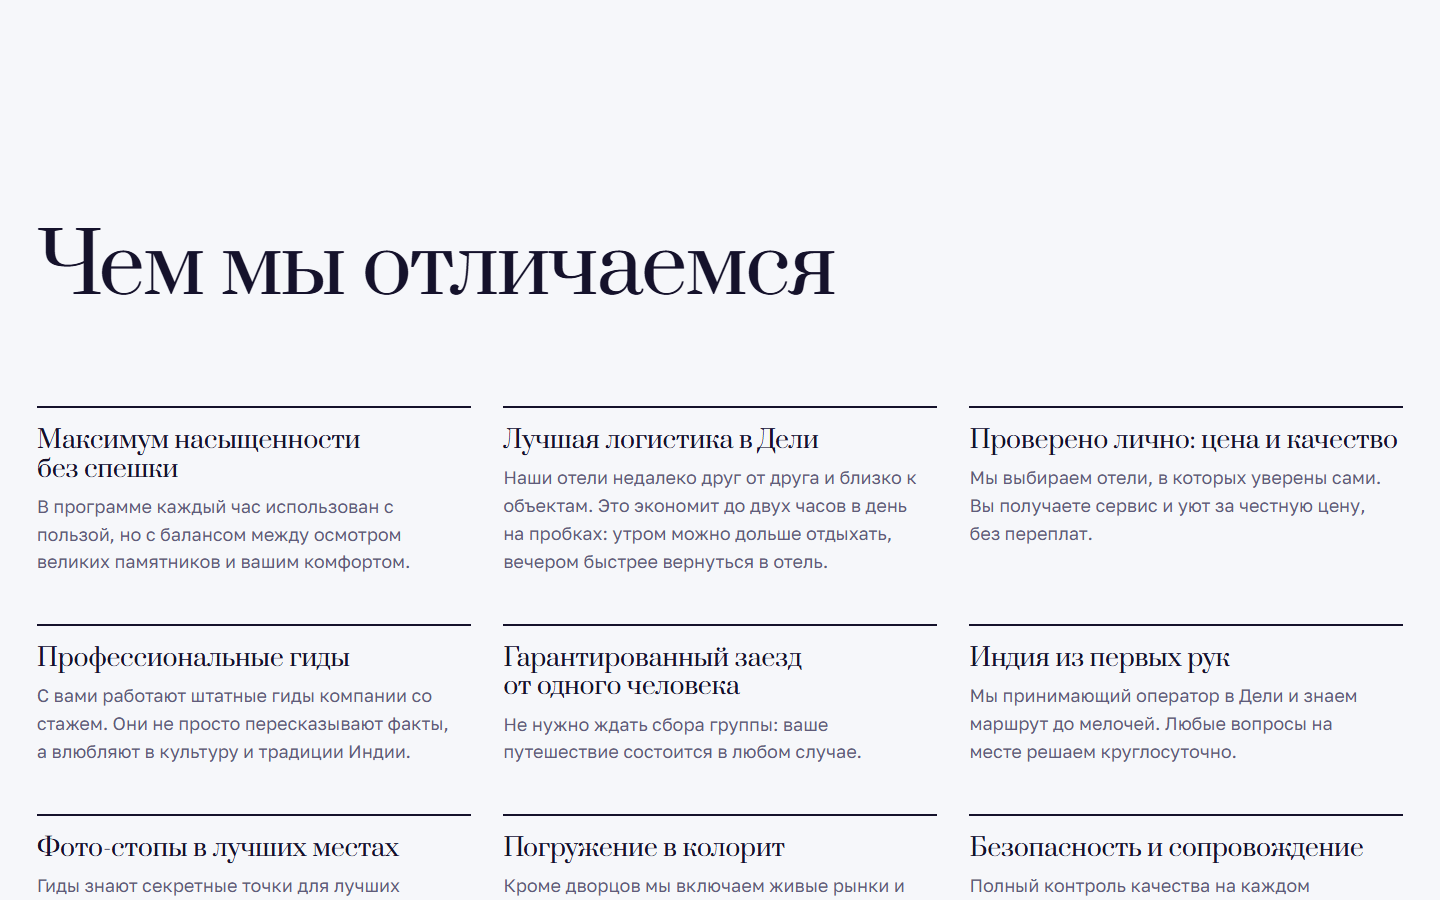 Чем мы отличаемся
Максимум насыщенности
без спешки
В программе каждый час использован с
пользой, но с балансом между осмотром
великих памятников и вашим комфортом.
Лучшая логистика в Дели
Наши отели недалеко друг от друга и близко к
объектам. Это экономит до двух часов в день
на пробках: утром можно дольше отдыхать,
вечером быстрее вернуться в отель.
Проверено лично: цена и качество
Мы выбираем отели, в которых уверены сами.
Вы получаете сервис и уют за честную цену,
без переплат.
Профессиональные гиды
С вами работают штатные гиды компании со
стажем. Они не просто пересказывают факты,
а влюбляют в культуру и традиции Индии.
Гарантированный заезд
от одного человека
Не нужно ждать сбора группы: ваше
путешествие состоится в любом случае.
Индия из первых рук
Мы принимающий оператор в Дели и знаем
маршрут до мелочей. Любые вопросы на
месте решаем круглосуточно.
Фото-стопы в лучших местах
Гиды знают секретные точки для лучших
Погружение в колорит
Кроме дворцов мы включаем живые рынки и
Безопасность и сопровождение
Полный контроль качества на каждом